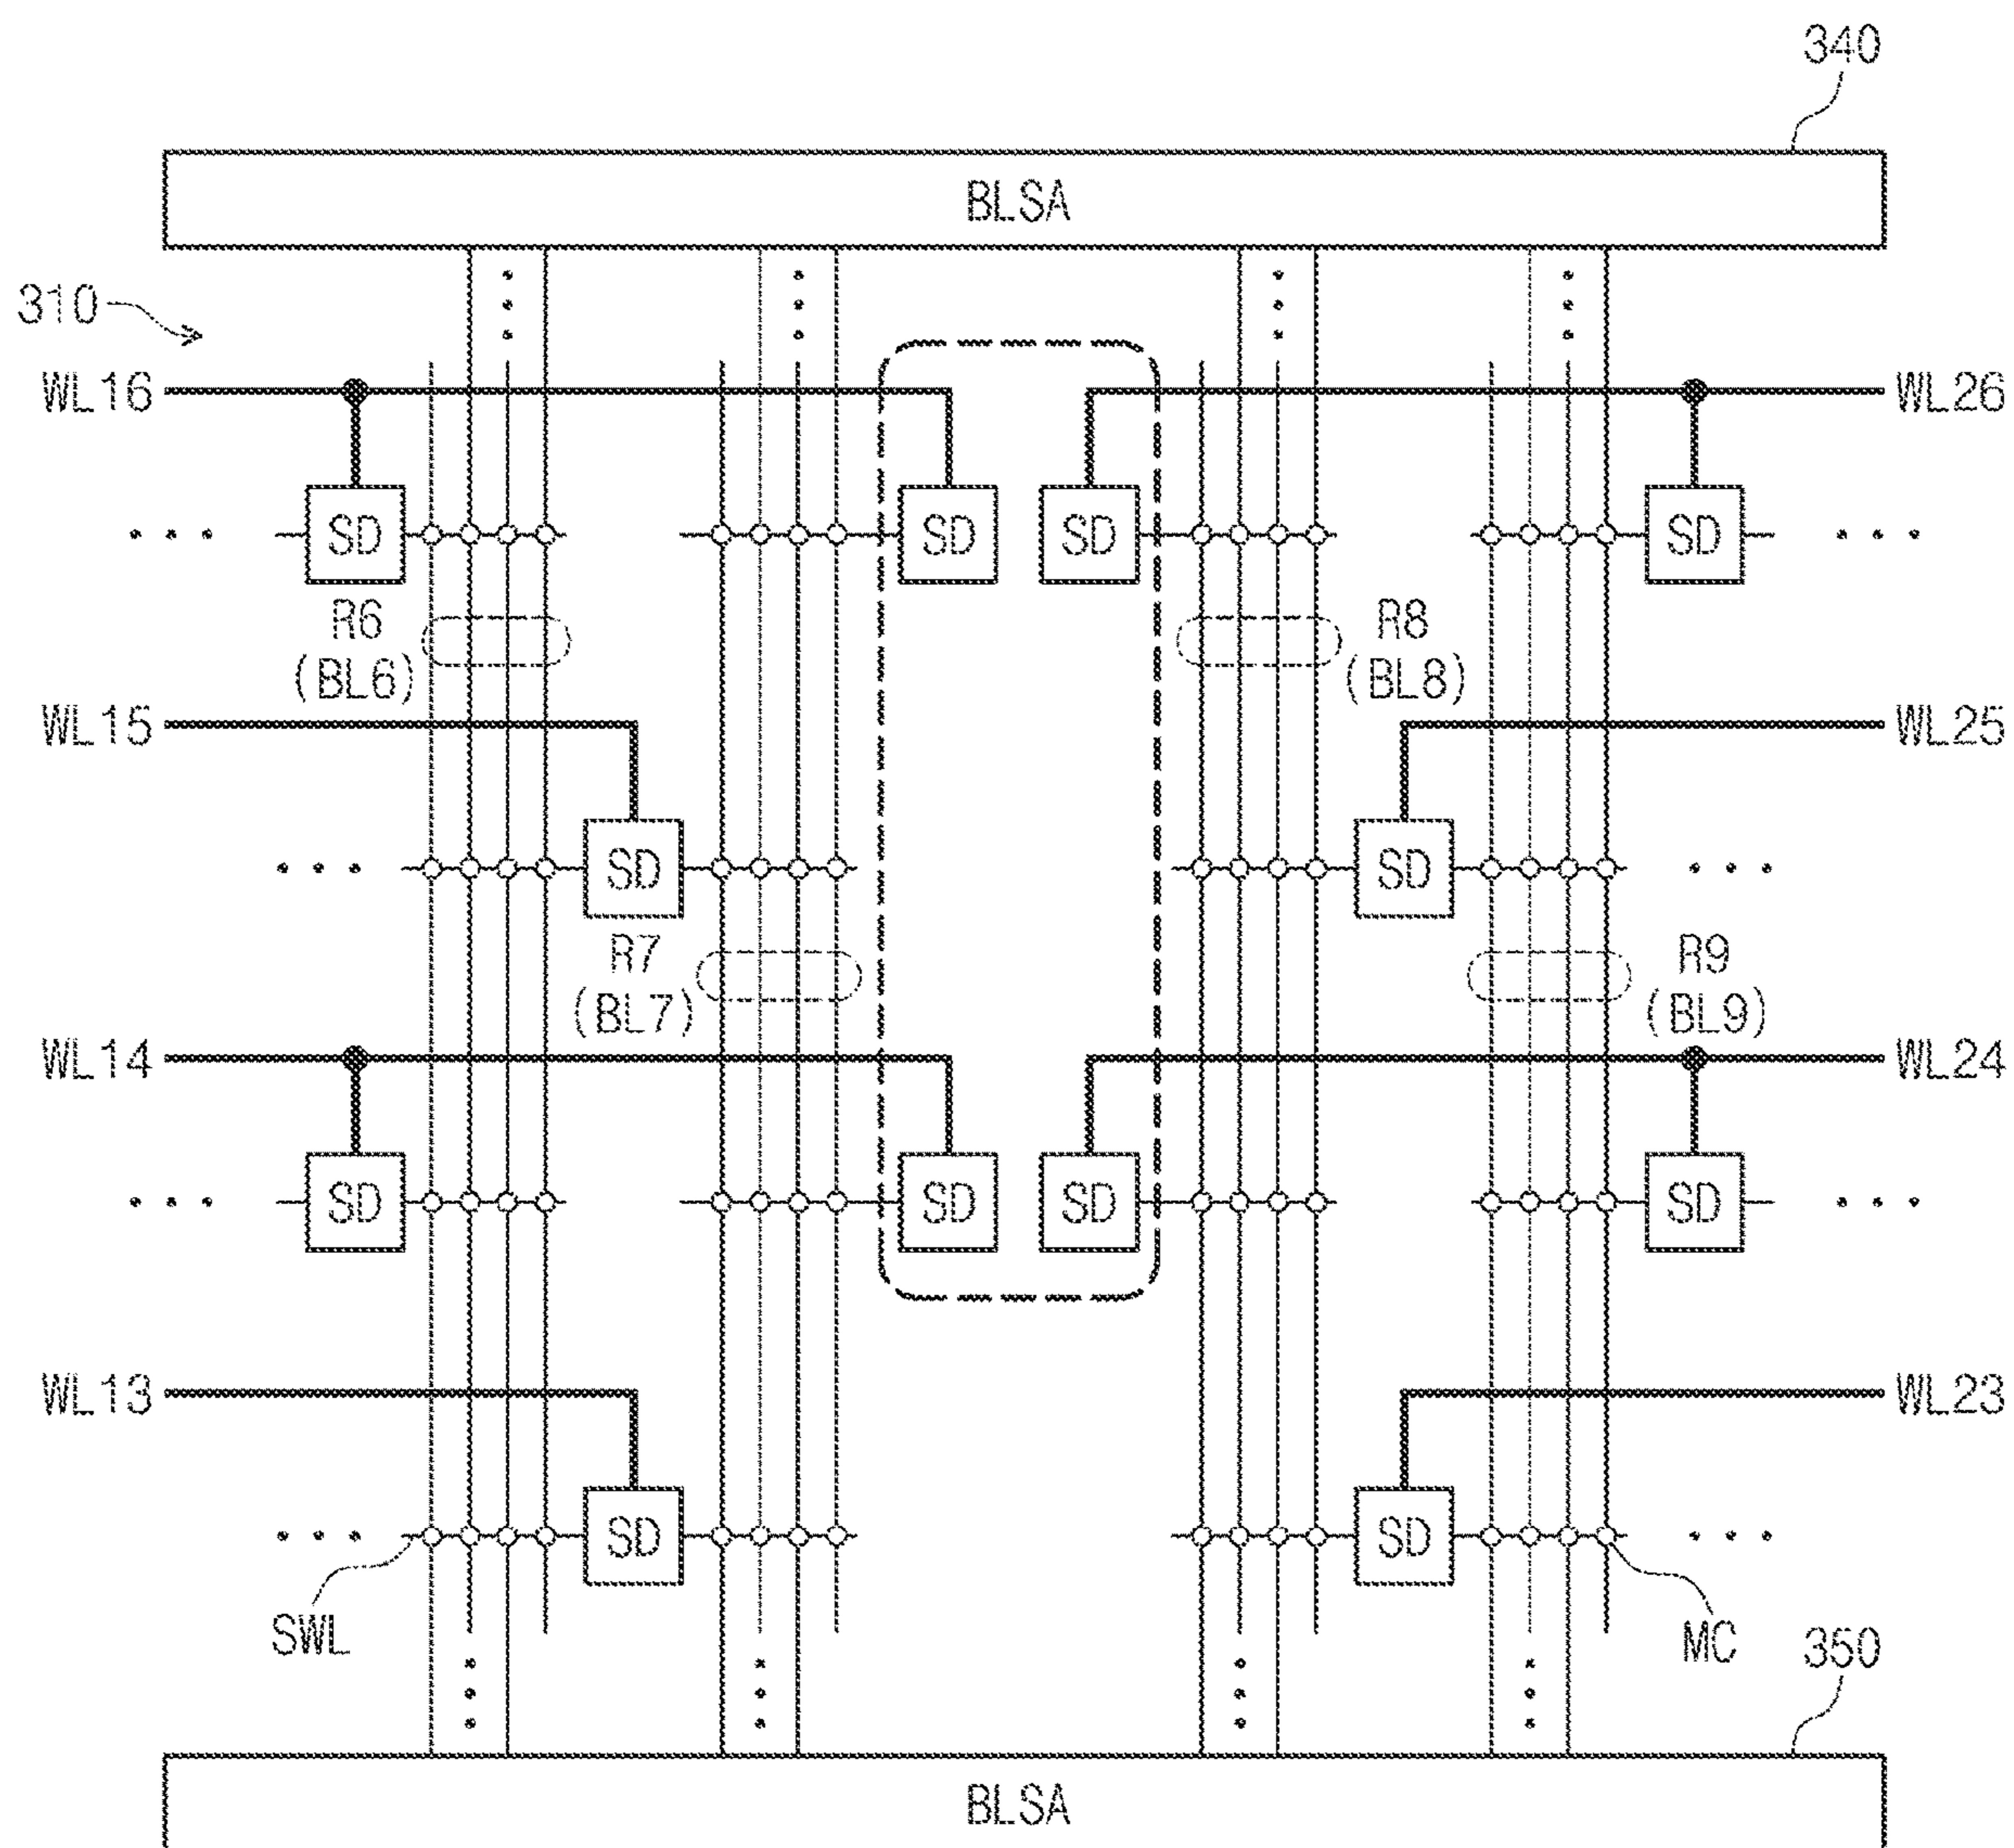 340
BLSA
310
WL16 WL26
SD SD SD SD
R6 R8
(BL6) (BL8)
WL15 WL25
SD SD
R7 R9
(BL7) (BL9)
WL14 WL24
SD SD SD SD
WL13 WL23
SD SD
SWL MC 350
BLSA